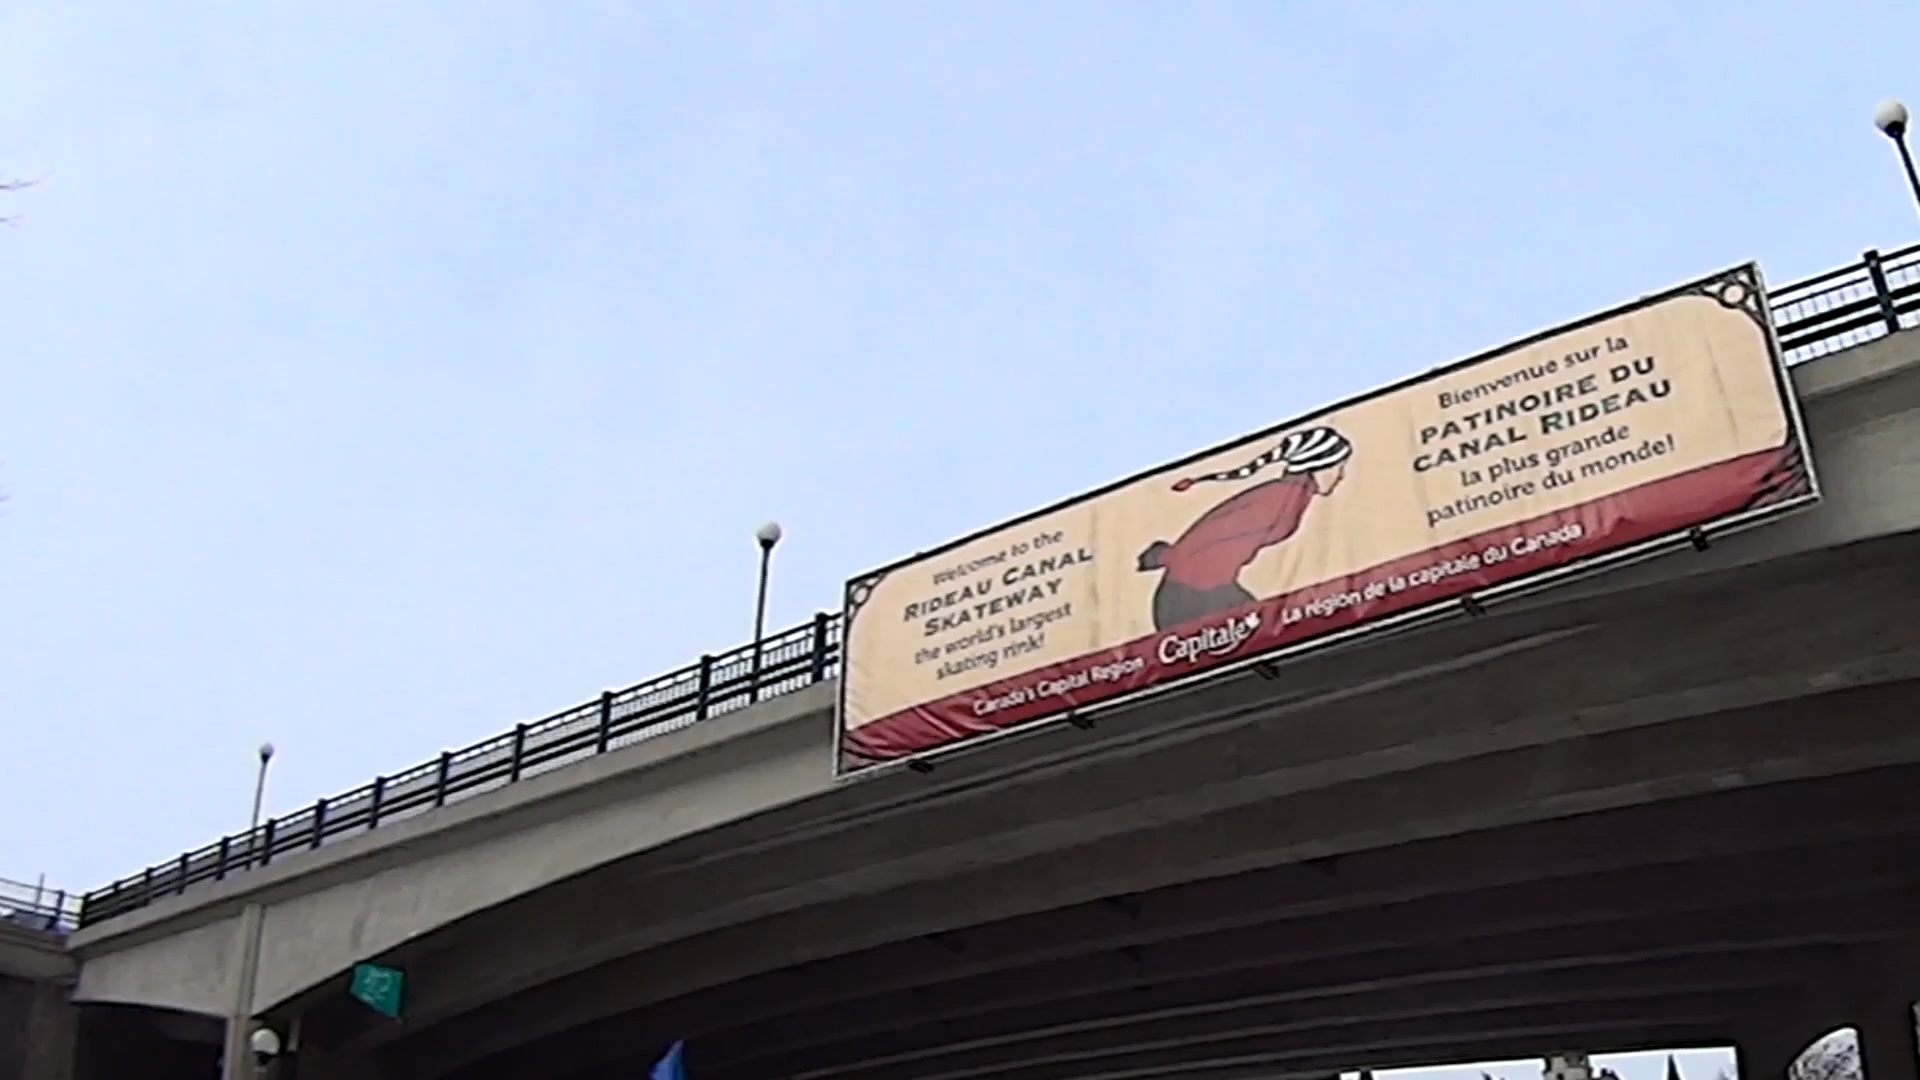 Welcome to the
RIDEAU CANAL
SKATEWAY
the world's largest
skating rink!
Bienvenue sur la
PATINOIRE DU
CANAL RIDEAU
la plus grande
patinoire du monde!
Canada's Capital Region
Capitale
La région de la capitale du Canada